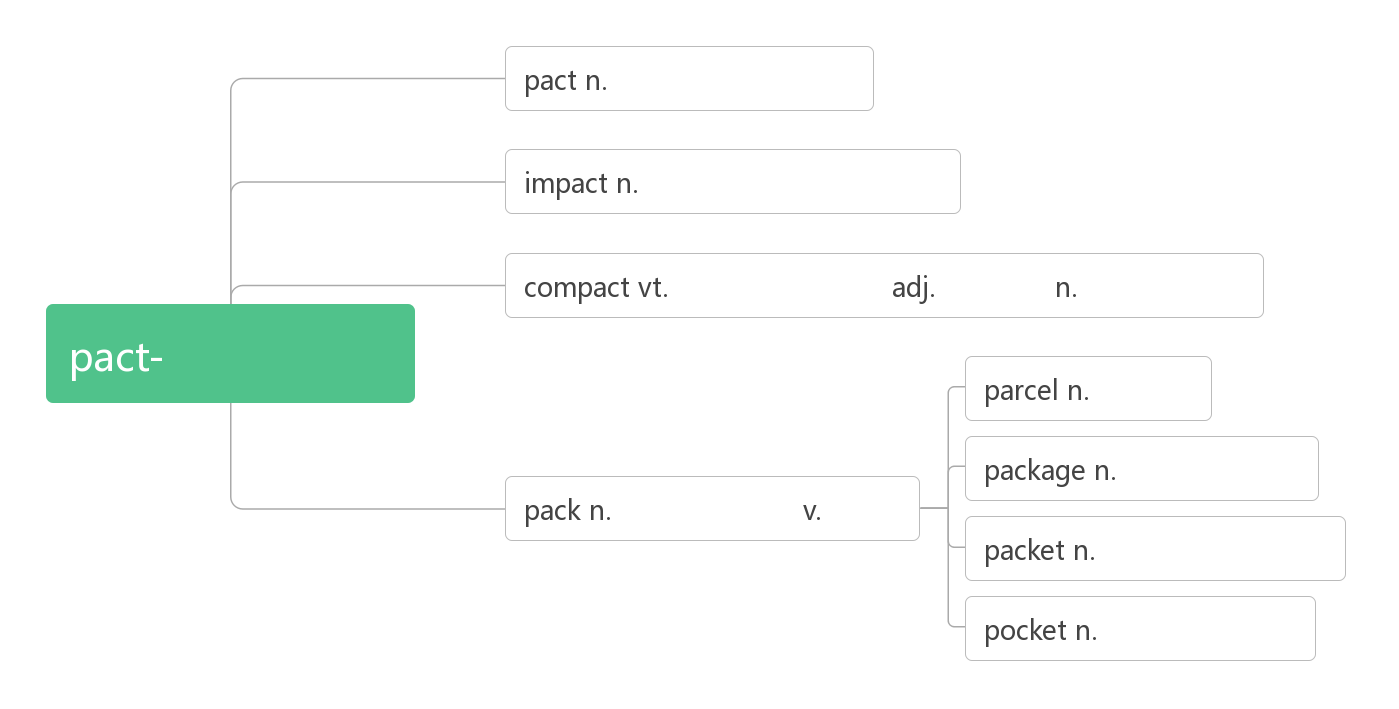 pact n.
impact n.
compact vt. adj. n.
pact-
parcel n.
package n.
pack n. v.
packet n.
pocket n.